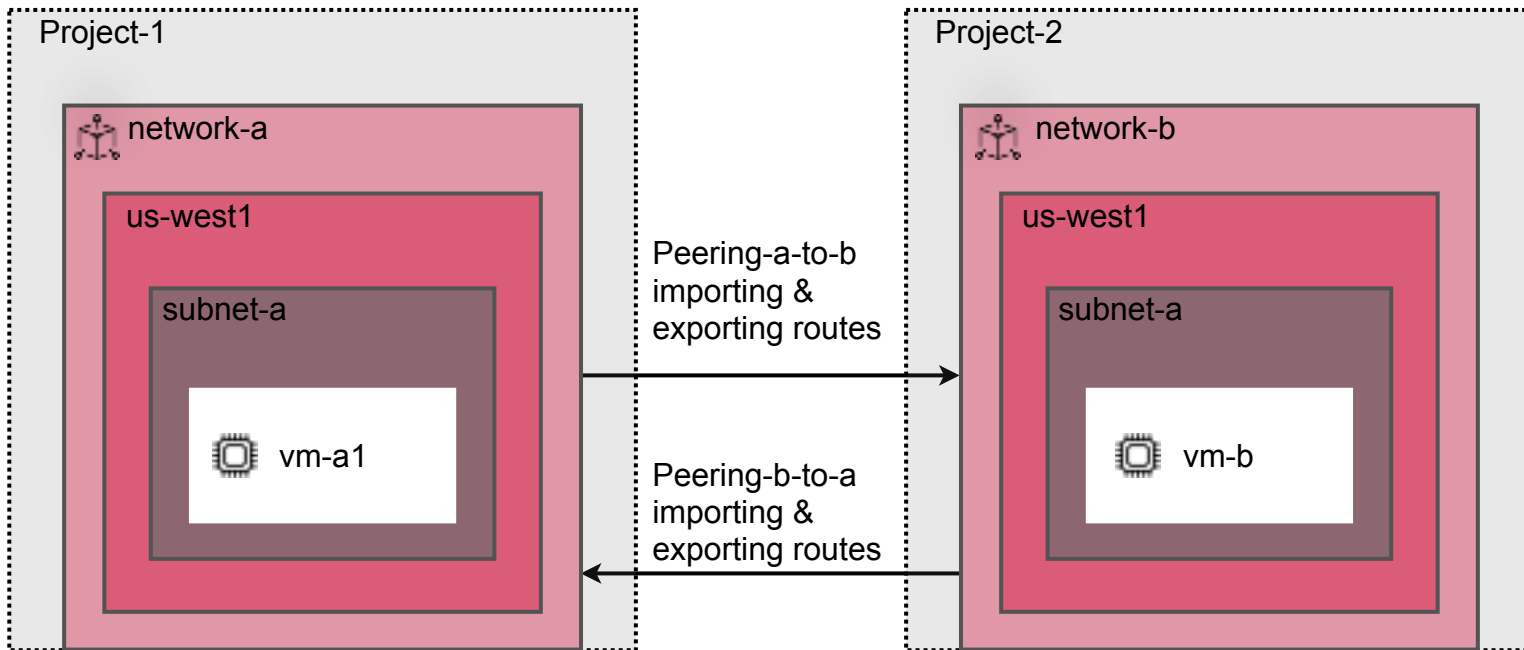 Project-1
network-a
us-west1
subnet-a
vm-a1
Peering-a-to-b
importing &
exporting routes
Peering-b-to-a
importing &
exporting routes
Project-2
network-b
us-west1
subnet-a
vm-b